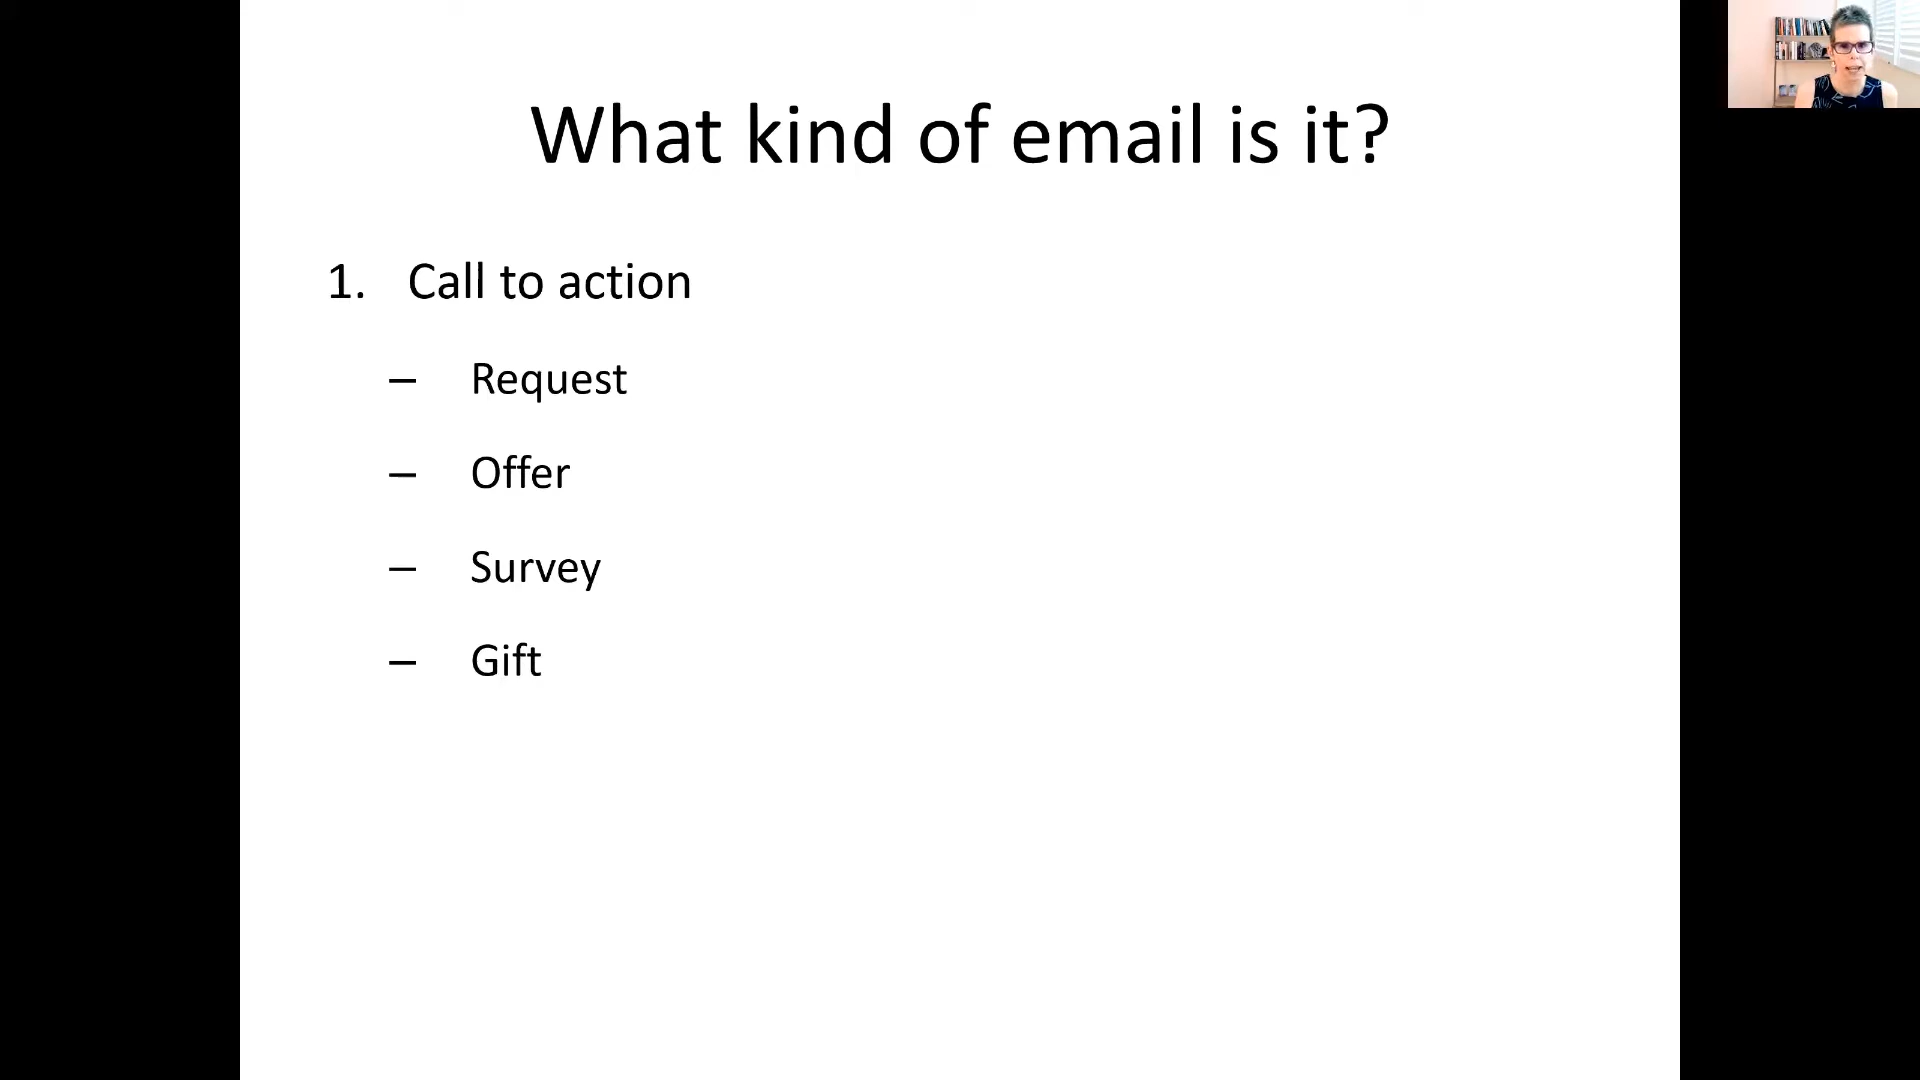 What kind of email is it?
1. Call to action
– Request
– Offer
– Survey
– Gift